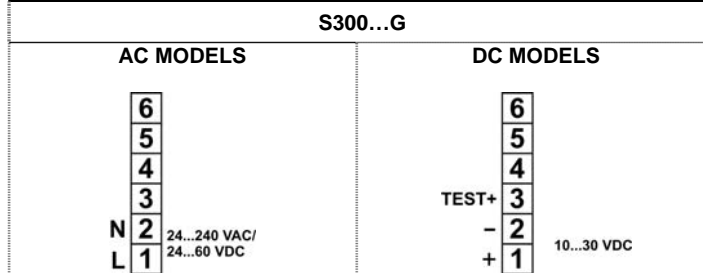 S300…G
AC MODELS
6
5
4
3
N 2 24...240 VAC/
L 1 24...60 VDC
DC MODELS
6
5
4
TEST+ 3
– 2
+ 1 10...30 VDC